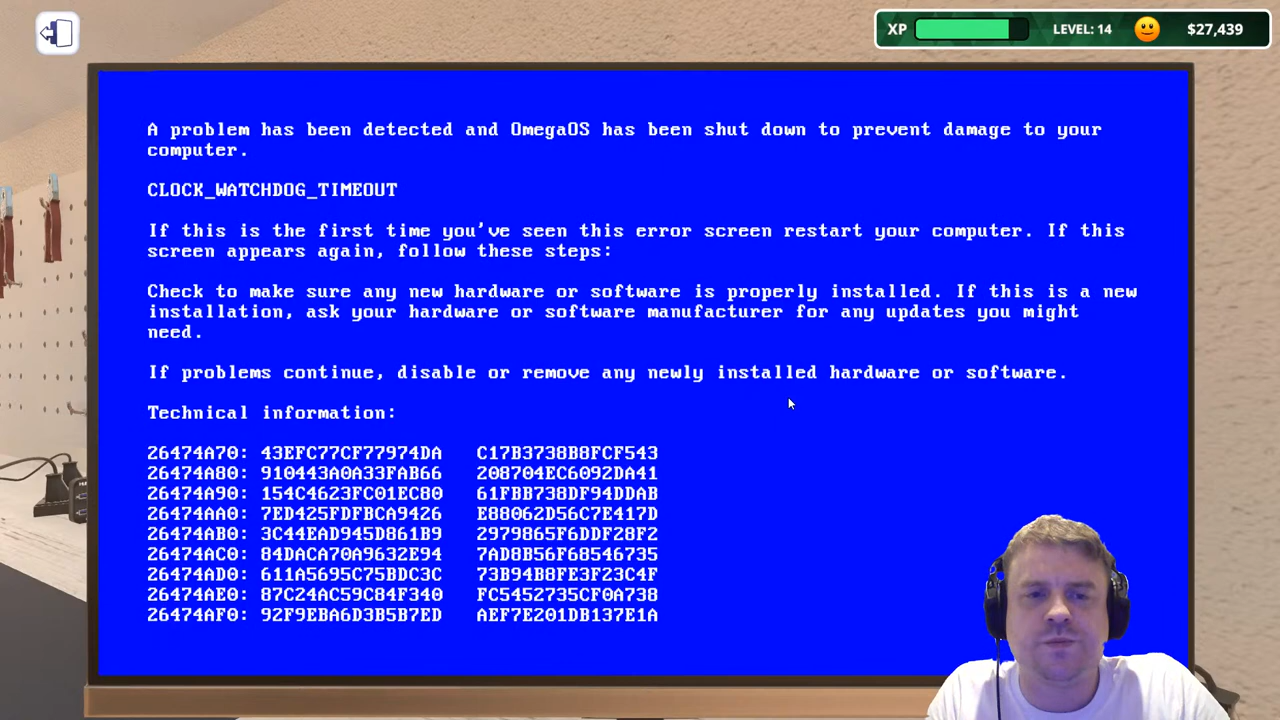 XP LEVEL: 14 $27,439
A problem has been detected and OmegaOS has been shut down to prevent damage to your
computer.
CLOCK_WATCHDOG_TIMEOUT
If this is the first time you've seen this error screen restart your computer. If this
screen appears again, follow these steps:
Check to make sure any new hardware or software is properly installed. If this is a new
installation, ask your hardware or software manufacturer for any updates you might
need.
If problems continue, disable or remove any newly installed hardware or software.
Technical information:
26474A70: 43EFC77CF77974DA C17B3738B8FCF543
26474A80: 910443A0A33FAB66 208704EC6092DA41
26474A90: 154C4623FC01EC80 61FBB738DF94DDAB
26474AA0: 7ED425FDFBCA9426 E88062D56C7E417D
26474AB0: 3C44EAD945D861B9 2979865F6DDF28F2
26474AC0: 84DACA70A9632E94 7AD8B56F68546735
26474AD0: 611A5695C75BDC3C 73B94B8FE3F23C4F
26474AE0: 87C24AC59C84F340 FC5452735CF0A738
26474AF0: 92F9EBA6D3B5B7ED AEF7E201DB137E1A